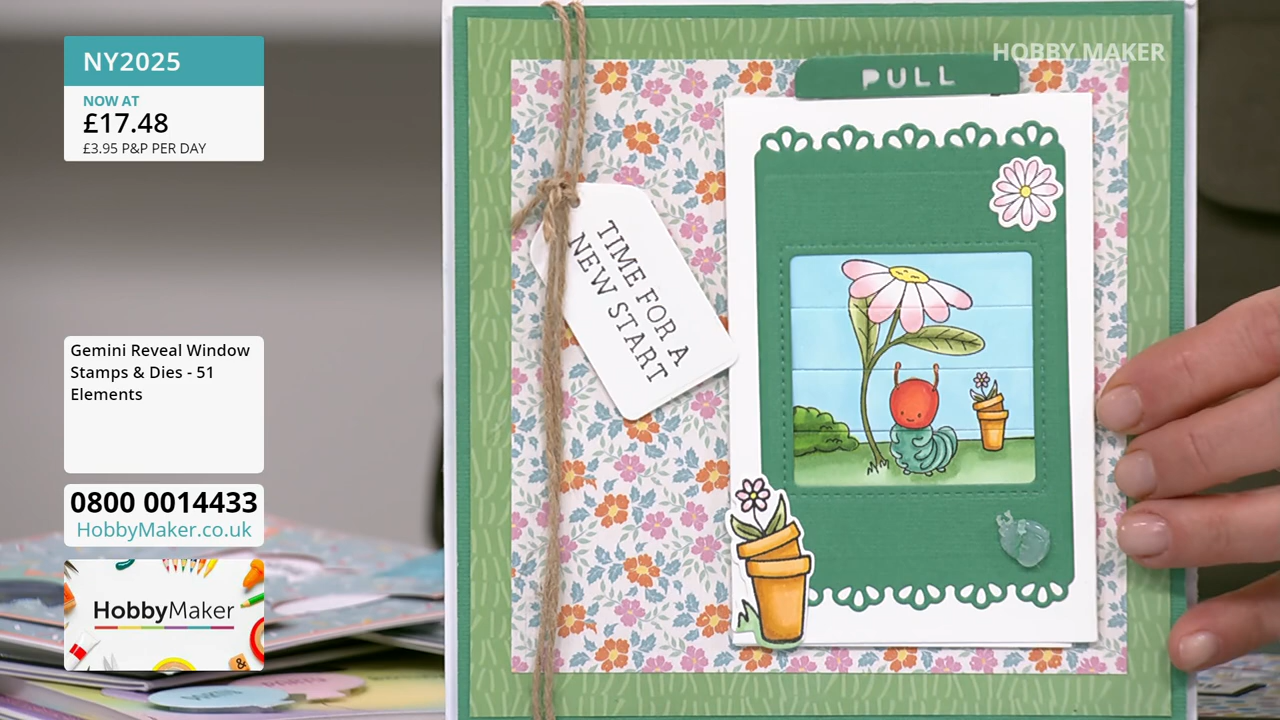 NY2025
NOW AT
£17.48
£3.95 P&P PER DAY
Gemini Reveal Window
Stamps & Dies - 51
Elements
0800 0014433
HobbyMaker.co.uk
HobbyMaker
&
HOBBY MAKER
PULL
TIME FOR A
NEW START